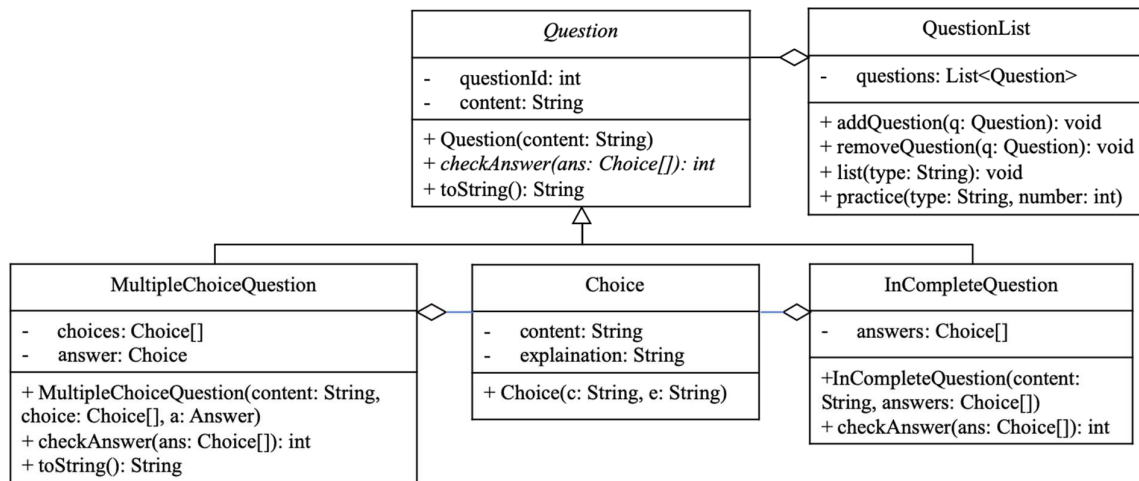 Question
- questionId: int
- content: String
+ Question(content: String)
+ checkAnswer(ans: Choice[]): int
+ toString(): String
QuestionList
- questions: List<Question>
+ addQuestion(q: Question): void
+ removeQuestion(q: Question): void
+ list(type: String): void
+ practice(type: String, number: int)
MultipleChoiceQuestion
- choices: Choice[]
- answer: Choice
+ MultipleChoiceQuestion(content: String,
choice: Choice[], a: Answer)
+ checkAnswer(ans: Choice[]): int
+ toString(): String
Choice
- content: String
- explaination: String
+ Choice(c: String, e: String)
InCompleteQuestion
- answers: Choice[]
+InCompleteQuestion(content:
String, answers: Choice[])
+ checkAnswer(ans: Choice[]): int